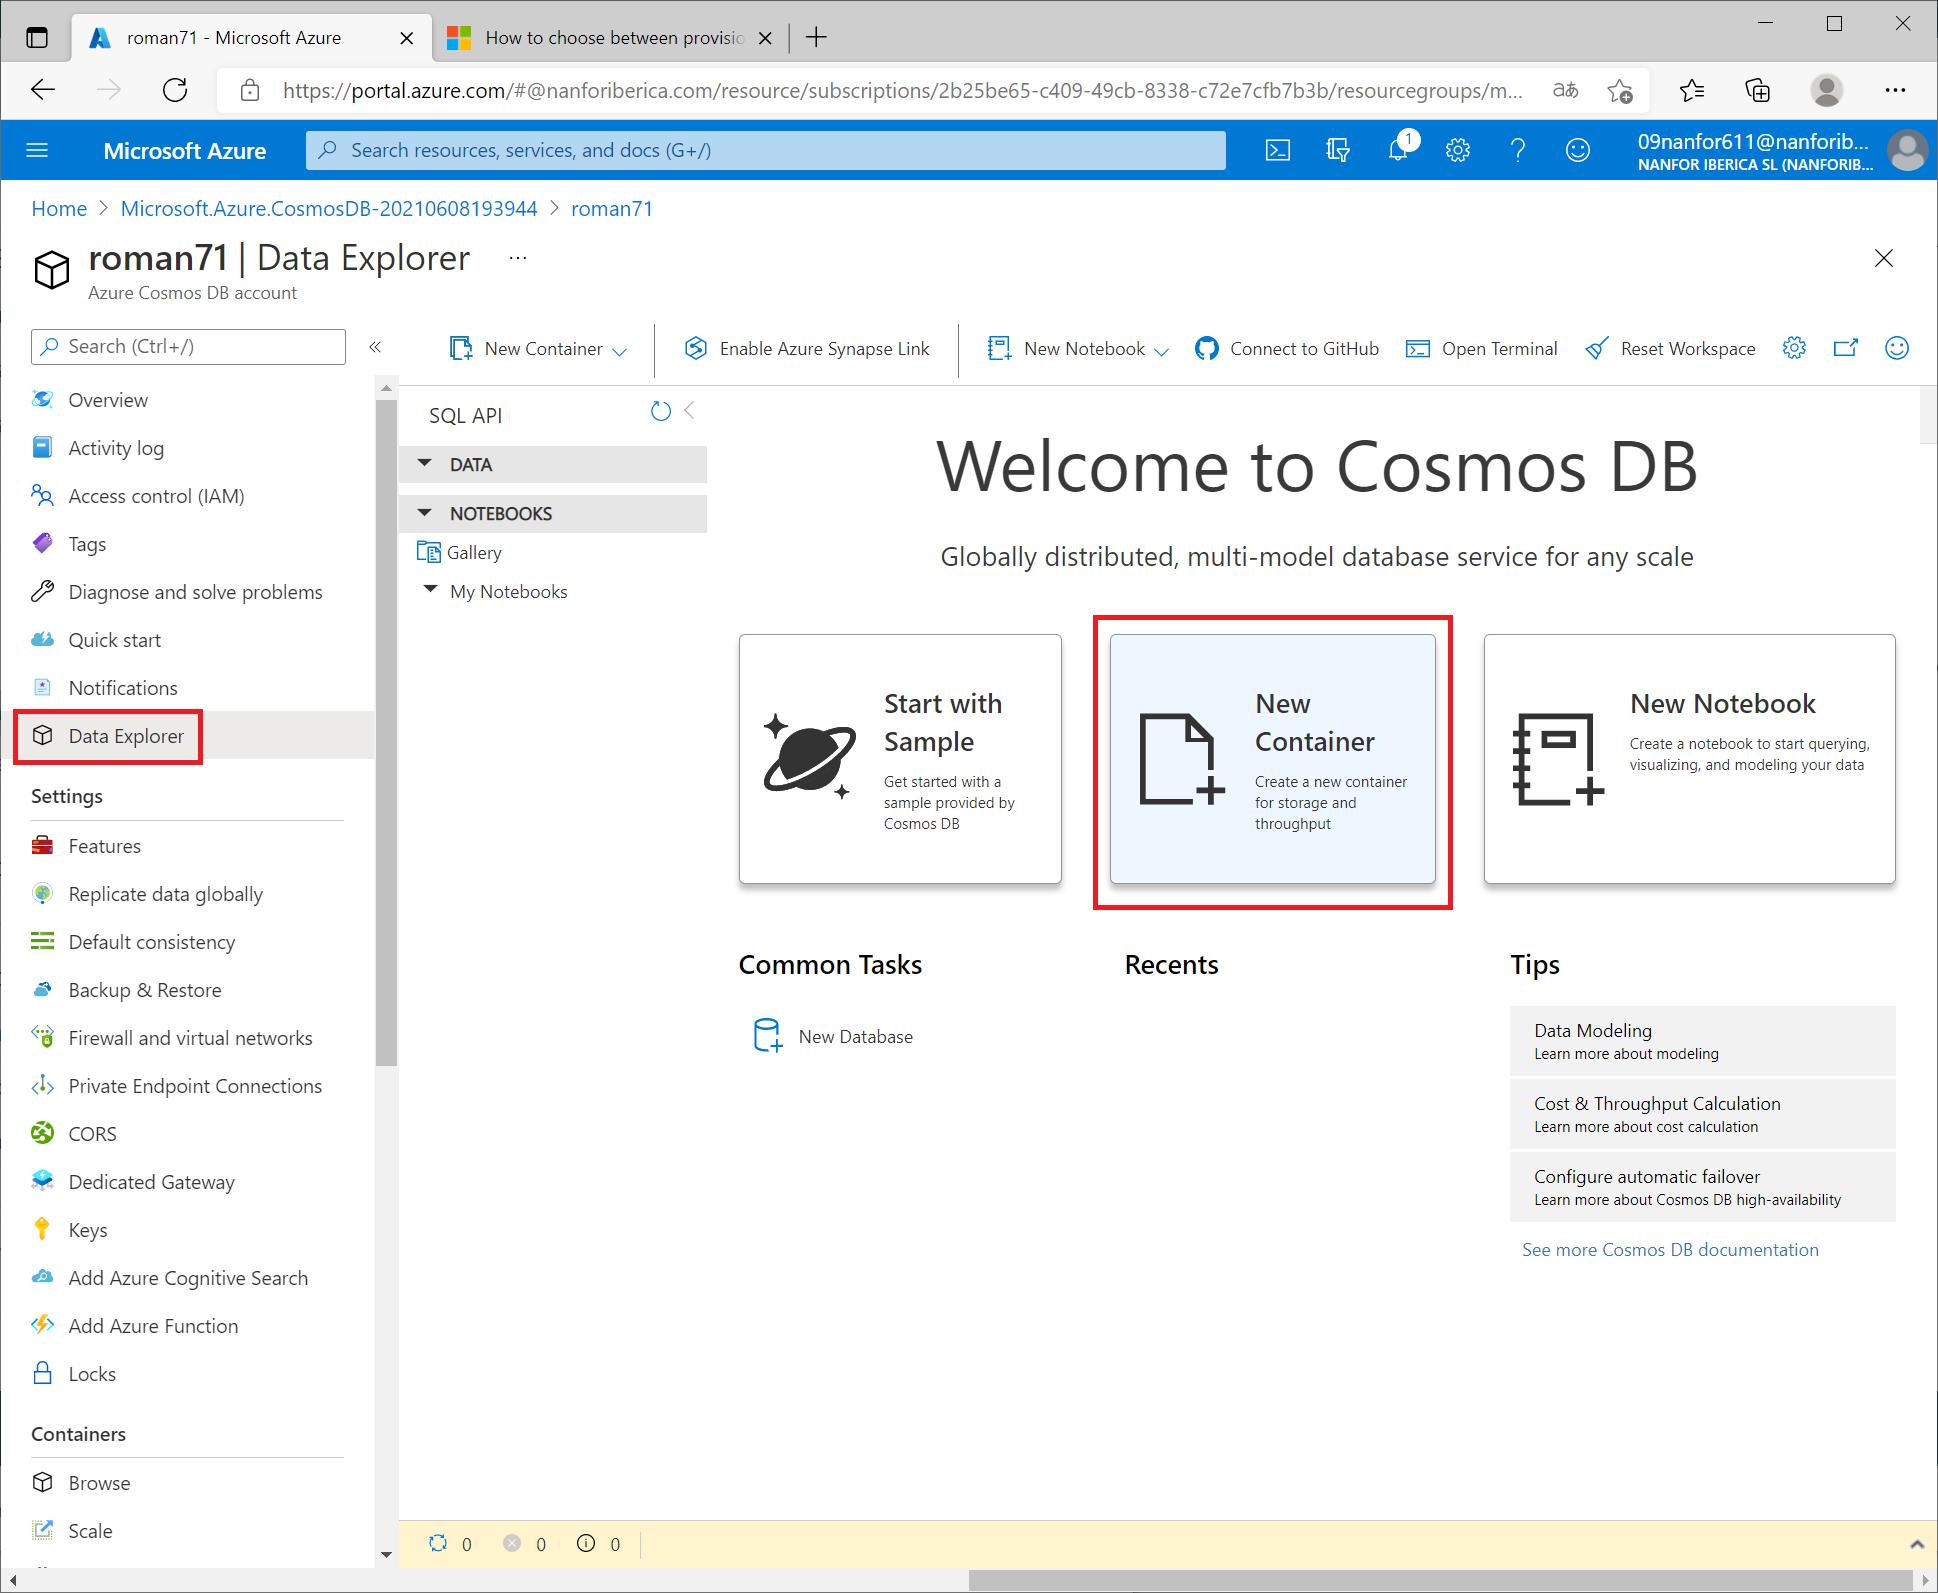 roman71 - Microsoft Azure
How to choose between provisio
https://portal.azure.com/#@nanforiberica.com/resource/subscriptions/2b25be65-c409-49cb-8338-c72e7cfb7b3b/resourcegroups/m...
aあ
Microsoft Azure
Search resources, services, and docs (G+/)
1
09nanfor611@nanforib...
NANFOR IBERICA SL (NANFORIB...
Home > Microsoft.Azure.CosmosDB-20210608193944 > roman71
roman71 | Data Explorer ...
Azure Cosmos DB account
Search (Ctrl+/)
«
New Container
Enable Azure Synapse Link
New Notebook
Connect to GitHub
Open Terminal
Reset Workspace
Overview
Activity log
Access control (IAM)
Tags
Diagnose and solve problems
Quick start
Notifications
Data Explorer
Settings
Features
Replicate data globally
Default consistency
Backup & Restore
Firewall and virtual networks
Private Endpoint Connections
CORS
Dedicated Gateway
Keys
Add Azure Cognitive Search
Add Azure Function
Locks
Containers
Browse
Scale
SQL API
DATA
NOTEBOOKS
Gallery
My Notebooks
Welcome to Cosmos DB
Globally distributed, multi-model database service for any scale
Start with
Sample
Get started with a
sample provided by
Cosmos DB
New
Container
Create a new container
for storage and
throughput
New Notebook
Create a notebook to start querying,
visualizing, and modeling your data
Common Tasks
New Database
Recents
Tips
Data Modeling
Learn more about modeling
Cost & Throughput Calculation
Learn more about cost calculation
Configure automatic failover
Learn more about Cosmos DB high-availability
See more Cosmos DB documentation
0 0 0